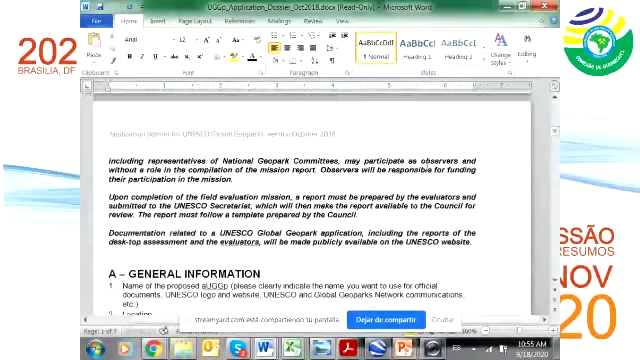 UGGp_Application_Dossier_Oct2018.docx [Read-Only] - Microsoft Word
202
BRASÍLIA, DF
File Home Insert Page Layout References Mailings Review View
Paste
Arial 12
AaBbCcDdI AaBbCcI AaBbCcI
¶ Normal Heading 1 Heading 2
Change Styles
Editing
Clipboard Font Paragraph Styles
Application dossier for UNESCO Global Geoparks, version October 2018
including representatives of National Geopark Committees, may participate as observers and
without a role in the compilation of the mission report. Observers will be responsible for funding
their participation in the mission.
Upon completion of the field evaluation mission, a report must be prepared by the evaluators and
submitted to the UNESCO Secretariat, which will then make the report available to the Council for
review. The report must follow a template prepared by the Council.
Documentation related to a UNESCO Global Geopark application, including the reports of the
desk-top assessment and the evaluators, will be made publicly available on the UNESCO website.
A – GENERAL INFORMATION
1 Name of the proposed aUGGp (please clearly indicate the name you want to use for official
documents, UNESCO logo and website, UNESCO and Global Geoparks Network communications,
etc.)
2 Location
SSÃO
RESUMOS
NOV
20
streamyard.com está compartiendo tu pantalla. Dejar de compartir Ocultar
Page: 1 of 7
100%
ES
10:55 AM
9/18/2020